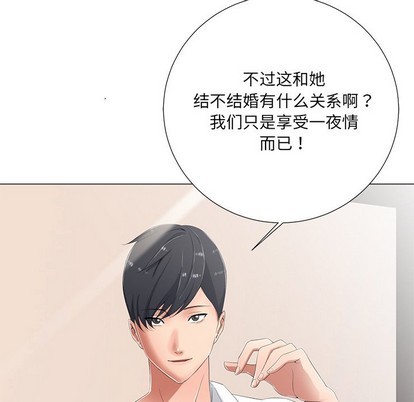 不过这和她
结不结婚有什么关系啊？
我们只是享受一夜情
而已！